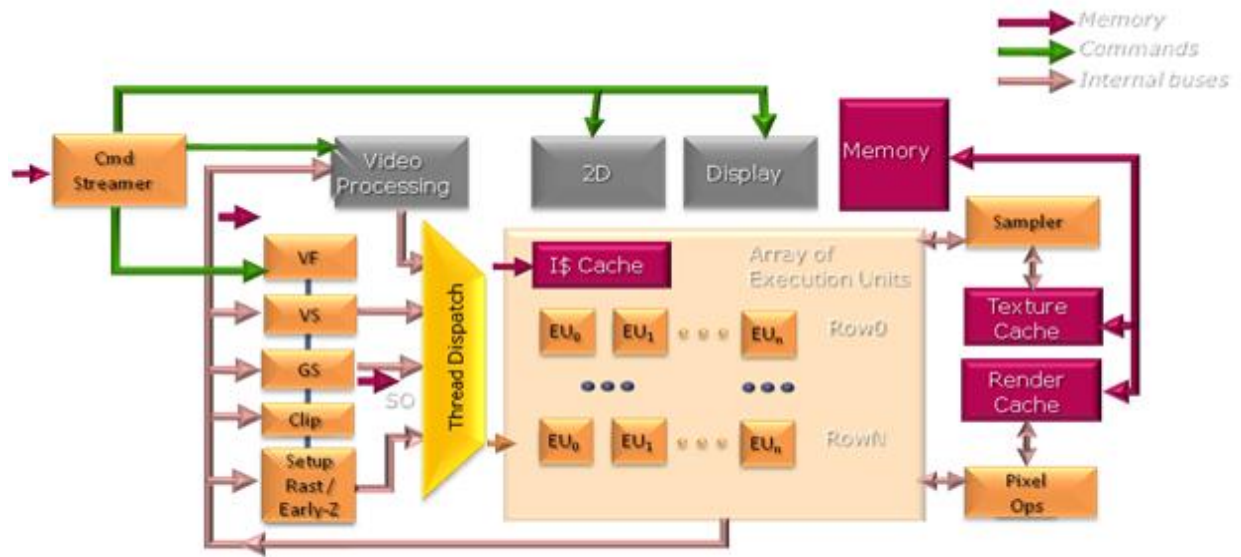 Memory
Commands
Internal buses
Cmd
Streamer
Video
Processing
2D
Display
Memory
Sampler
VF
I$ Cache
Array of
Execution Units
VS
Thread Dispatch
EU₀ EU₁ EUₙ Row0
Texture
Cache
GS
SO
Render
Cache
Clip
EU₀ EU₁ EUₙ RowN
Setup
Rast /
Early-Z
Pixel
Ops